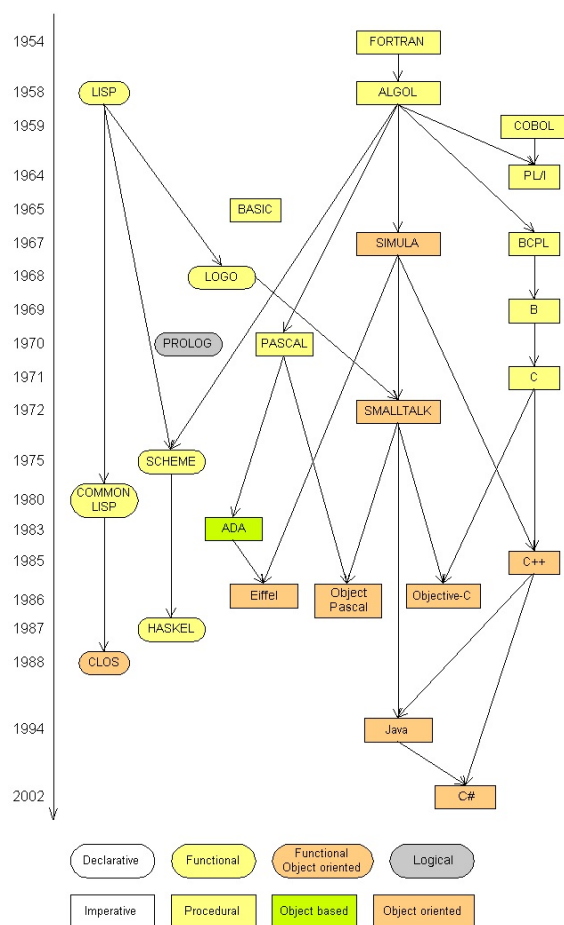 1954
FORTRAN
1958
LISP
ALGOL
1959
COBOL
1964
PL/I
1965
BASIC
1967
SIMULA
BCPL
1968
LOGO
1969
B
1970
PROLOG
PASCAL
1971
C
1972
SMALLTALK
1975
SCHEME
1980
COMMON
LISP
1983
ADA
1985
C++
1986
Eiffel
Object
Pascal
Objective-C
1987
HASKEL
1988
CLOS
1994
Java
2002
C#
Declarative
Functional
Functional
Object oriented
Logical
Imperative
Procedural
Object based
Object oriented